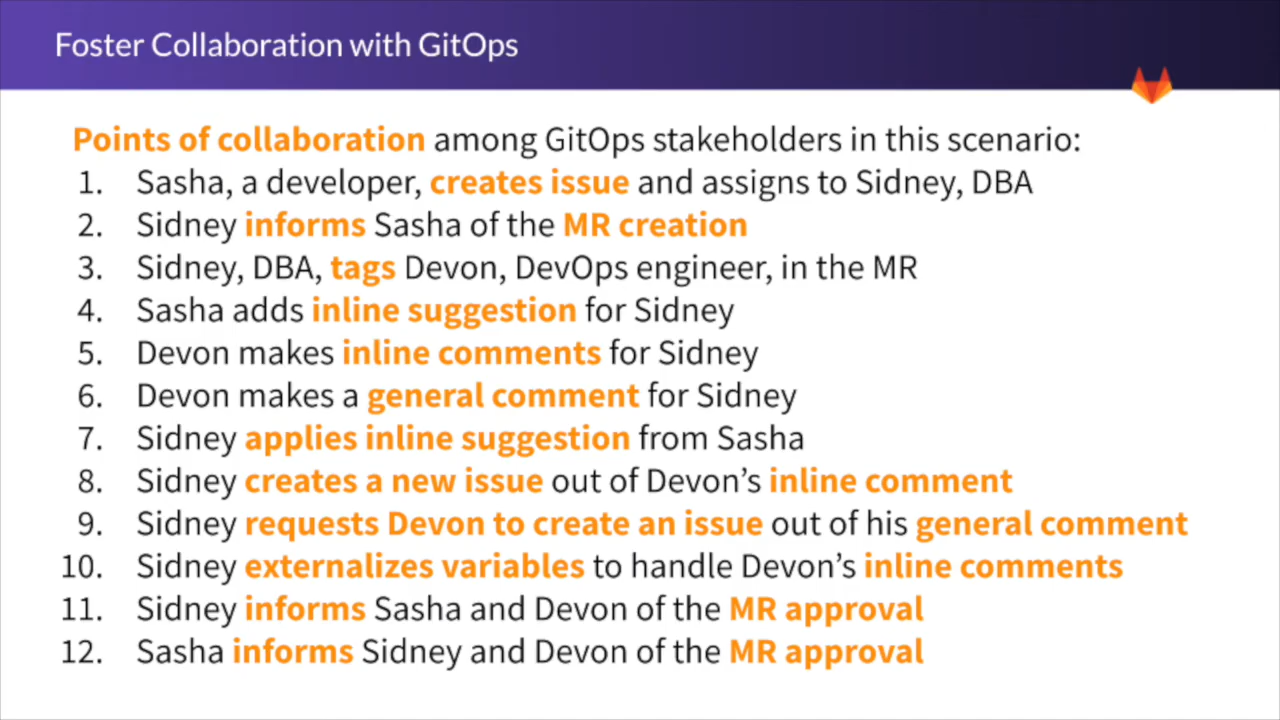 Foster Collaboration with GitOps
Points of collaboration among GitOps stakeholders in this scenario:
1. Sasha, a developer, creates issue and assigns to Sidney, DBA
2. Sidney informs Sasha of the MR creation
3. Sidney, DBA, tags Devon, DevOps engineer, in the MR
4. Sasha adds inline suggestion for Sidney
5. Devon makes inline comments for Sidney
6. Devon makes a general comment for Sidney
7. Sidney applies inline suggestion from Sasha
8. Sidney creates a new issue out of Devon’s inline comment
9. Sidney requests Devon to create an issue out of his general comment
10. Sidney externalizes variables to handle Devon’s inline comments
11. Sidney informs Sasha and Devon of the MR approval
12. Sasha informs Sidney and Devon of the MR approval